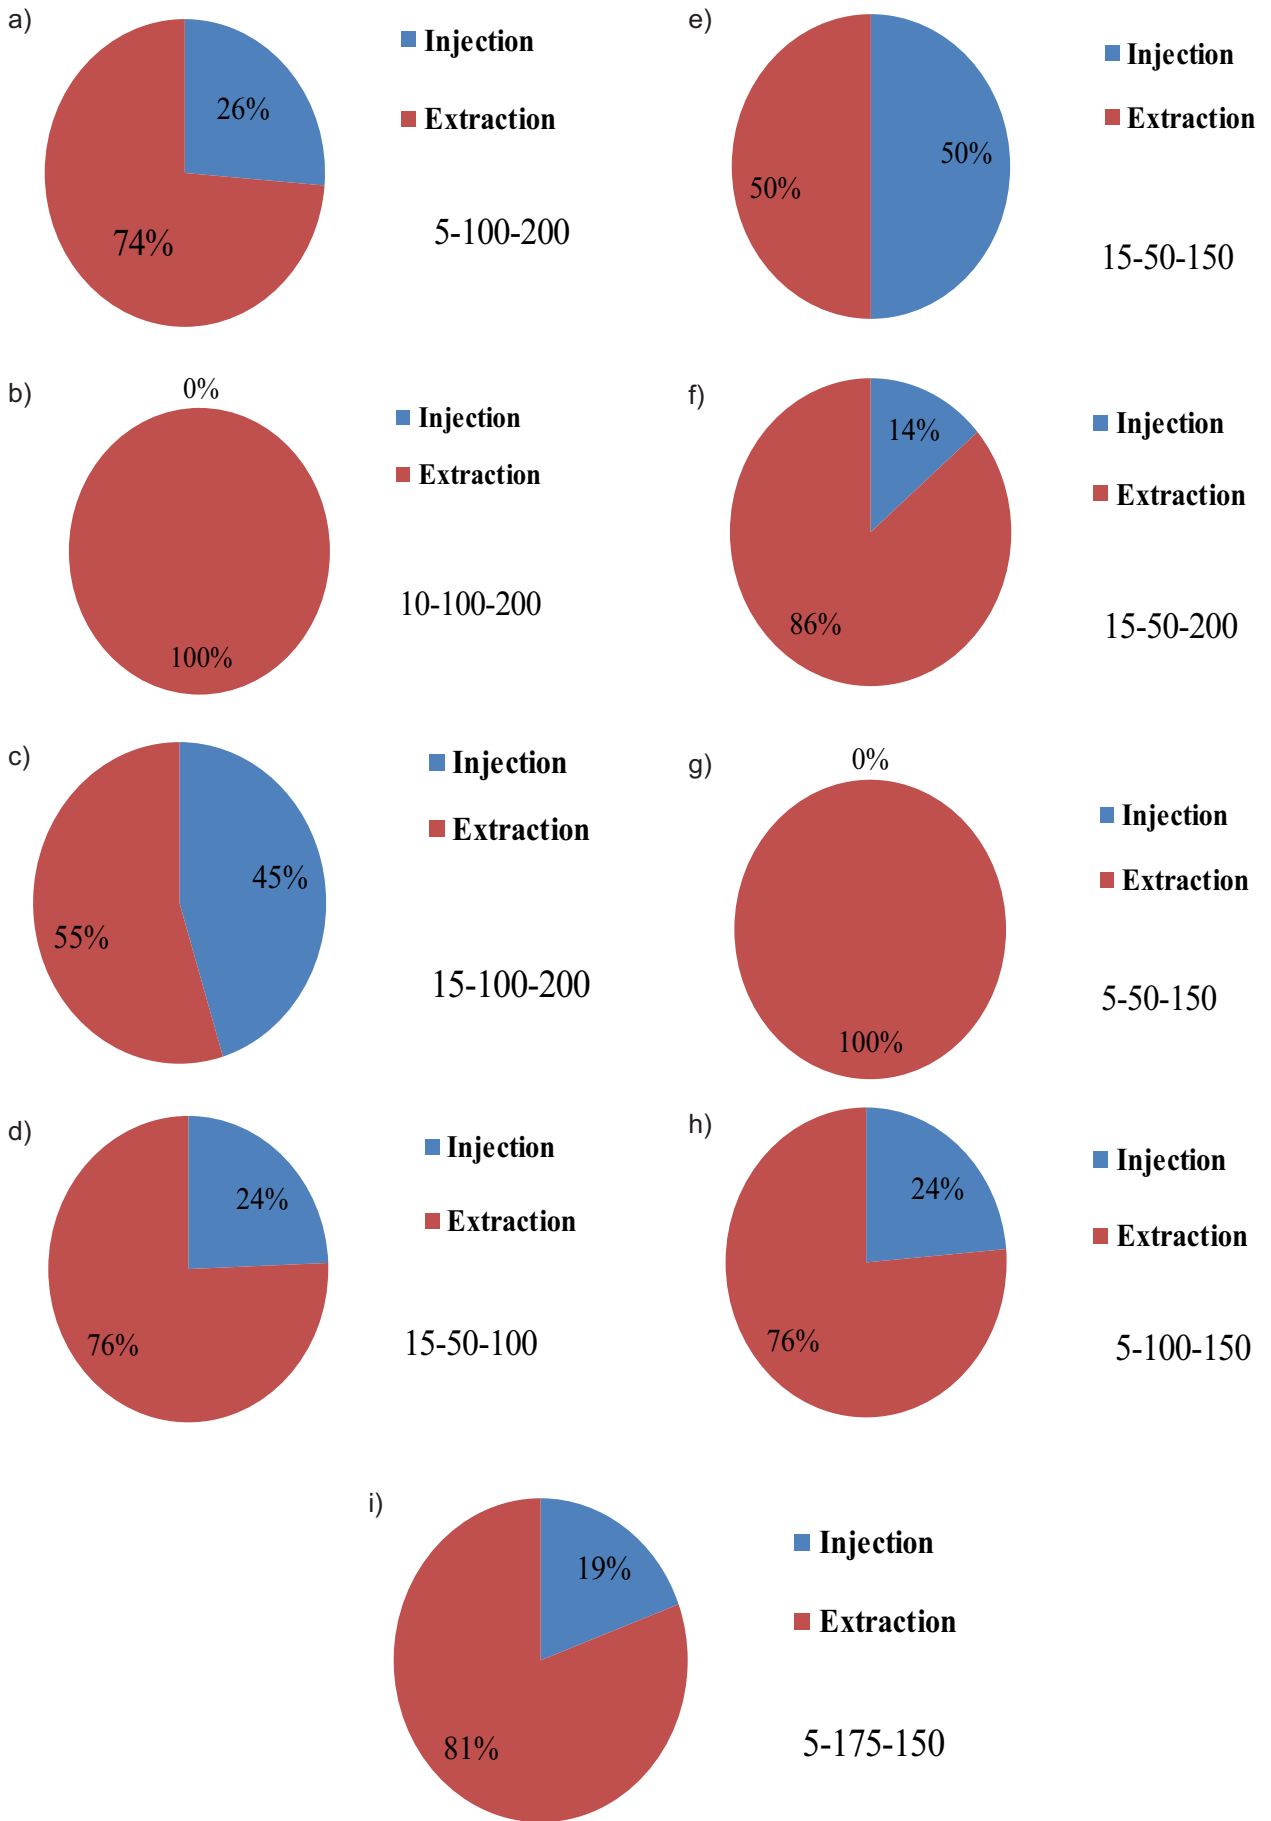 a)
26%
74%
Injection
Extraction
5-100-200
e)
50%
50%
Injection
Extraction
15-50-150
b)
0%
100%
Injection
Extraction
10-100-200
f)
14%
86%
Injection
Extraction
15-50-200
c)
45%
55%
Injection
Extraction
15-100-200
g)
0%
100%
Injection
Extraction
5-50-150
d)
24%
76%
Injection
Extraction
15-50-100
h)
24%
76%
Injection
Extraction
5-100-150
i)
19%
81%
Injection
Extraction
5-175-150